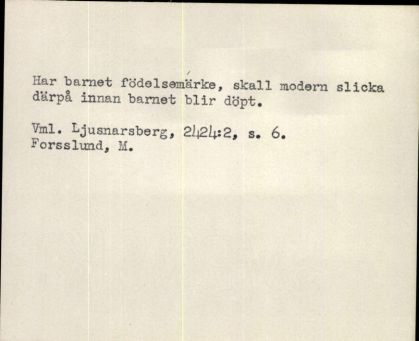 Har barnet födelsemärke, skall modern slicka
därpå innan barnet blir döpt.
Vml. Ljusnarsberg, 2424:2, s. 6.
Forsslund, M.